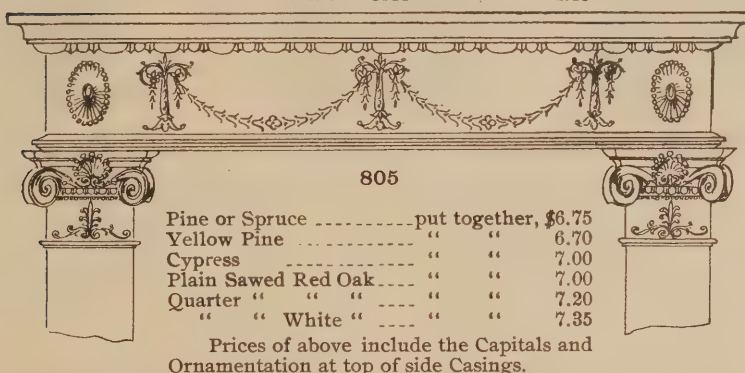 805
Pine or Spruce ---------- put together, $6.75
Yellow Pine ---------- “ “ 6.70
Cypress ------------ “ “ 7.00
Plain Sawed Red Oak---- “ “ 7.00
Quarter “ “ “ ---- “ “ 7.20
“ “ White “ ---- “ “ 7.35
Prices of above include the Capitals and
Ornamentation at top of side Casings.